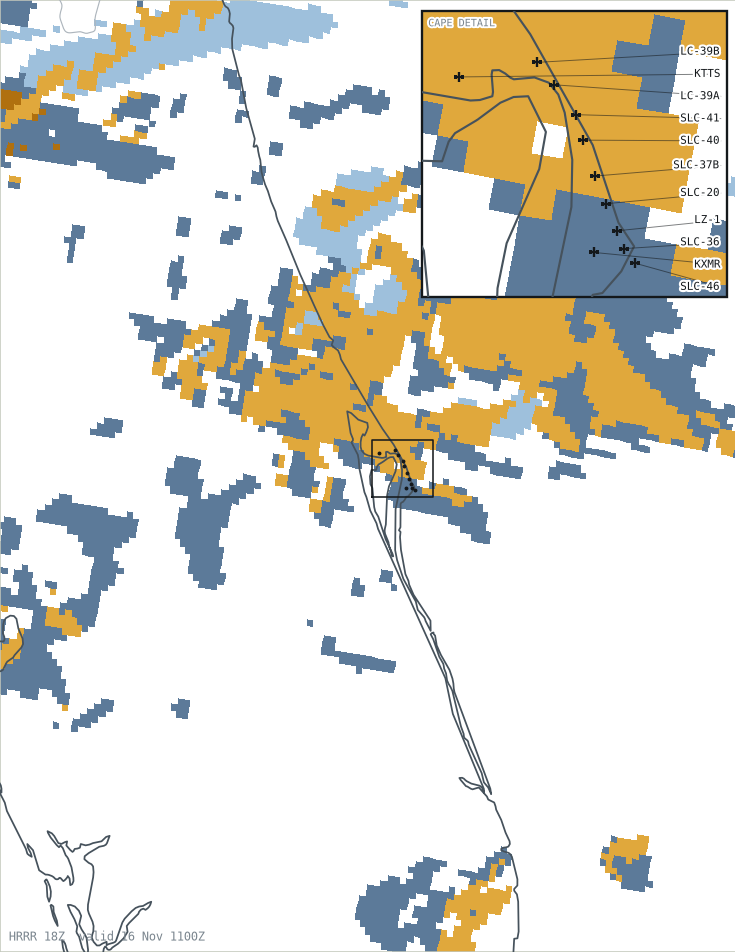 CAPE DETAIL
LC-39B
KTTS
LC-39A
SLC-41
SLC-40
SLC-37B
SLC-20
LZ-1
SLC-36
KXMR
SLC-46
HRRR 18Z valid 16 Nov 1100Z